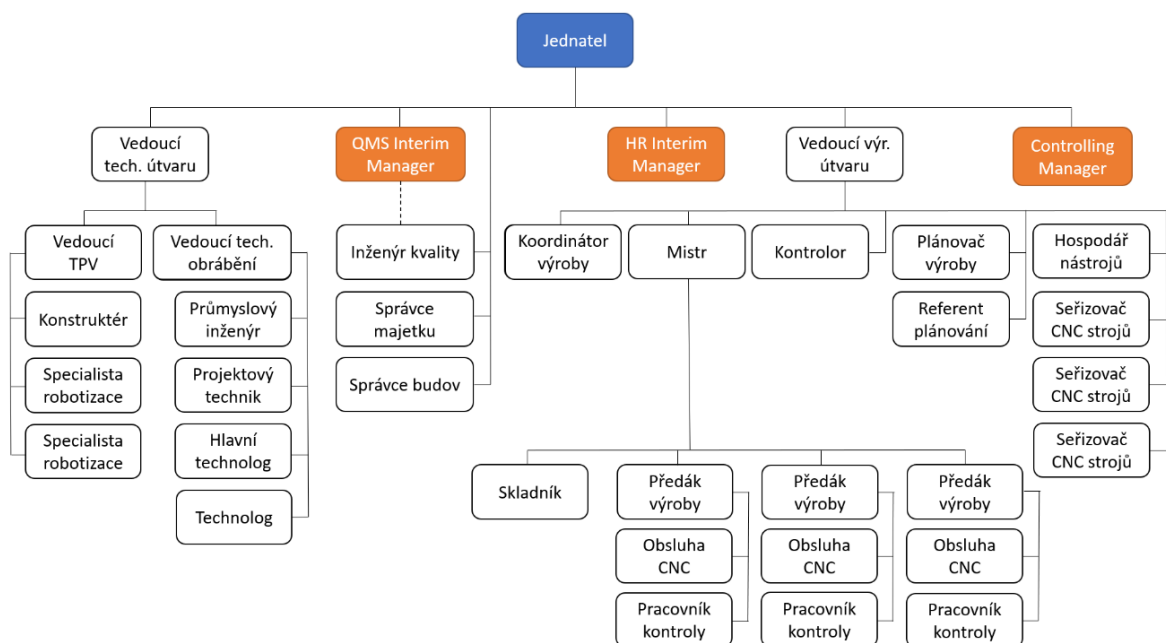 Jednatel
Vedoucí
tech. útvaru
QMS Interim
Manager
HR Interim
Manager
Vedoucí výr.
útvaru
Controlling
Manager
Vedoucí
TPV
Vedoucí tech.
obrábění
Inženýr kvality
Koordinátor
výroby
Mistr
Kontrolor
Plánovač
výroby
Hospodář
nástrojů
Konstruktér
Průmyslový
inženýr
Správce
majetku
Referent
plánování
Seřizovač
CNC strojů
Specialista
robotizace
Projektový
technik
Správce budov
Seřizovač
CNC strojů
Specialista
robotizace
Hlavní
technolog
Seřizovač
CNC strojů
Technolog
Skladník
Předák
výroby
Předák
výroby
Předák
výroby
Obsluha
CNC
Obsluha
CNC
Obsluha
CNC
Pracovník
kontroly
Pracovník
kontroly
Pracovník
kontroly